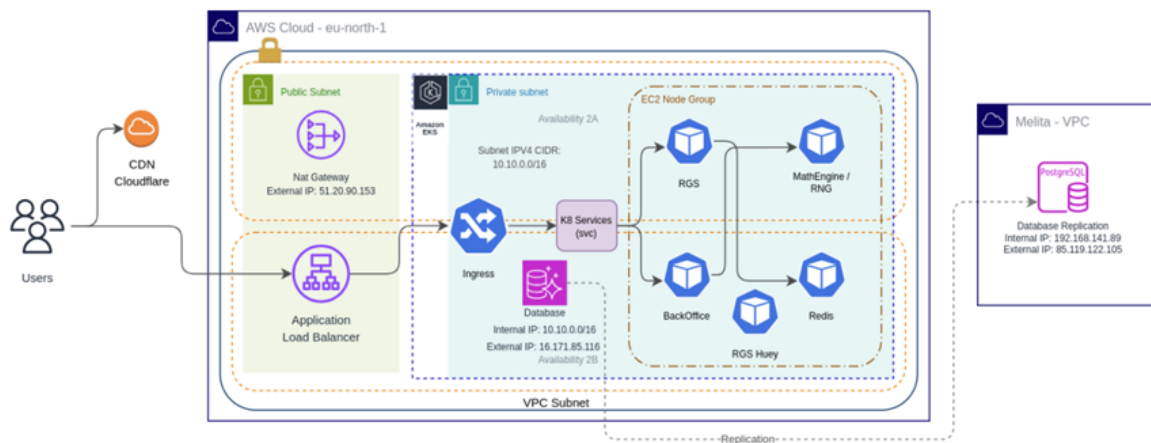 AWS Cloud - eu-north-1
Public Subnet
Nat Gateway
External IP: 51.20.90.153
Amazon
EKS
Private subnet
Availability 2A
Subnet IPV4 CIDR:
10.10.0.0/16
EC2 Node Group
RGS
MathEngine /
RNG
CDN
Cloudflare
Users
Application
Load Balancer
Ingress
K8 Services
(svc)
Database
Internal IP: 10.10.0.0/16
External IP: 16.171.85.116
Availability 2B
BackOffice
RGS Huey
Redis
VPC Subnet
Melita - VPC
PostgreSQL
Database Replication
Internal IP: 192.168.141.89
External IP: 85.119.122.105
Replication